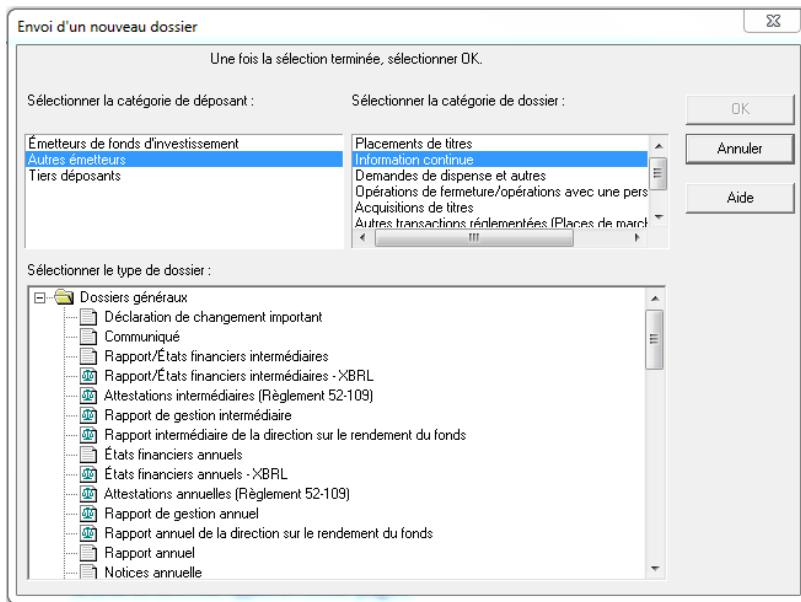 Envoi d'un nouveau dossier
Une fois la sélection terminée, sélectionner OK.
Sélectionner la catégorie de déposant :
Sélectionner la catégorie de dossier :
OK
Émetteurs de fonds d'investissement
Autres émetteurs
Tiers déposants
Placements de titres
Information continue
Demandes de dispense et autres
Opérations de fermeture/opérations avec une pers
Acquisitions de titres
Autres transactions réglementées (Places de march
Annuler
Aide
Sélectionner le type de dossier :
Dossiers généraux
Déclaration de changement important
Communiqué
Rapport/États financiers intermédiaires
Rapport/États financiers intermédiaires - XBRL
Attestations intermédiaires (Règlement 52-109)
Rapport de gestion intermédiaire
Rapport intermédiaire de la direction sur le rendement du fonds
États financiers annuels
États financiers annuels - XBRL
Attestations annuelles (Règlement 52-109)
Rapport de gestion annuel
Rapport annuel de la direction sur le rendement du fonds
Rapport annuel
Notices annuelle